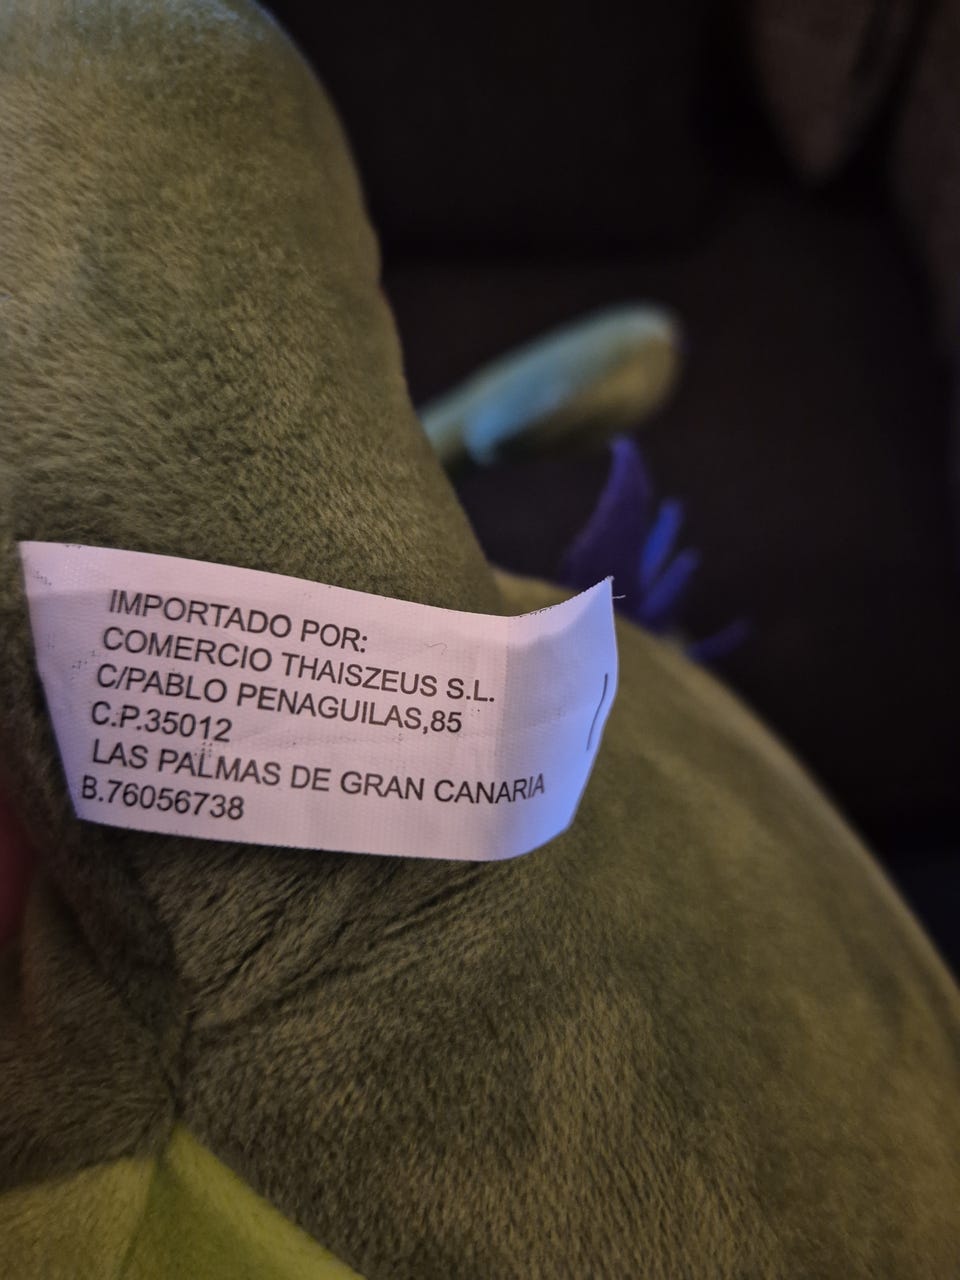 IMPORTADO POR:
COMERCIO THAISZEUS S.L.
C/PABLO PENAGUILAS,85
C.P.35012
LAS PALMAS DE GRAN CANARIA
B.76056738